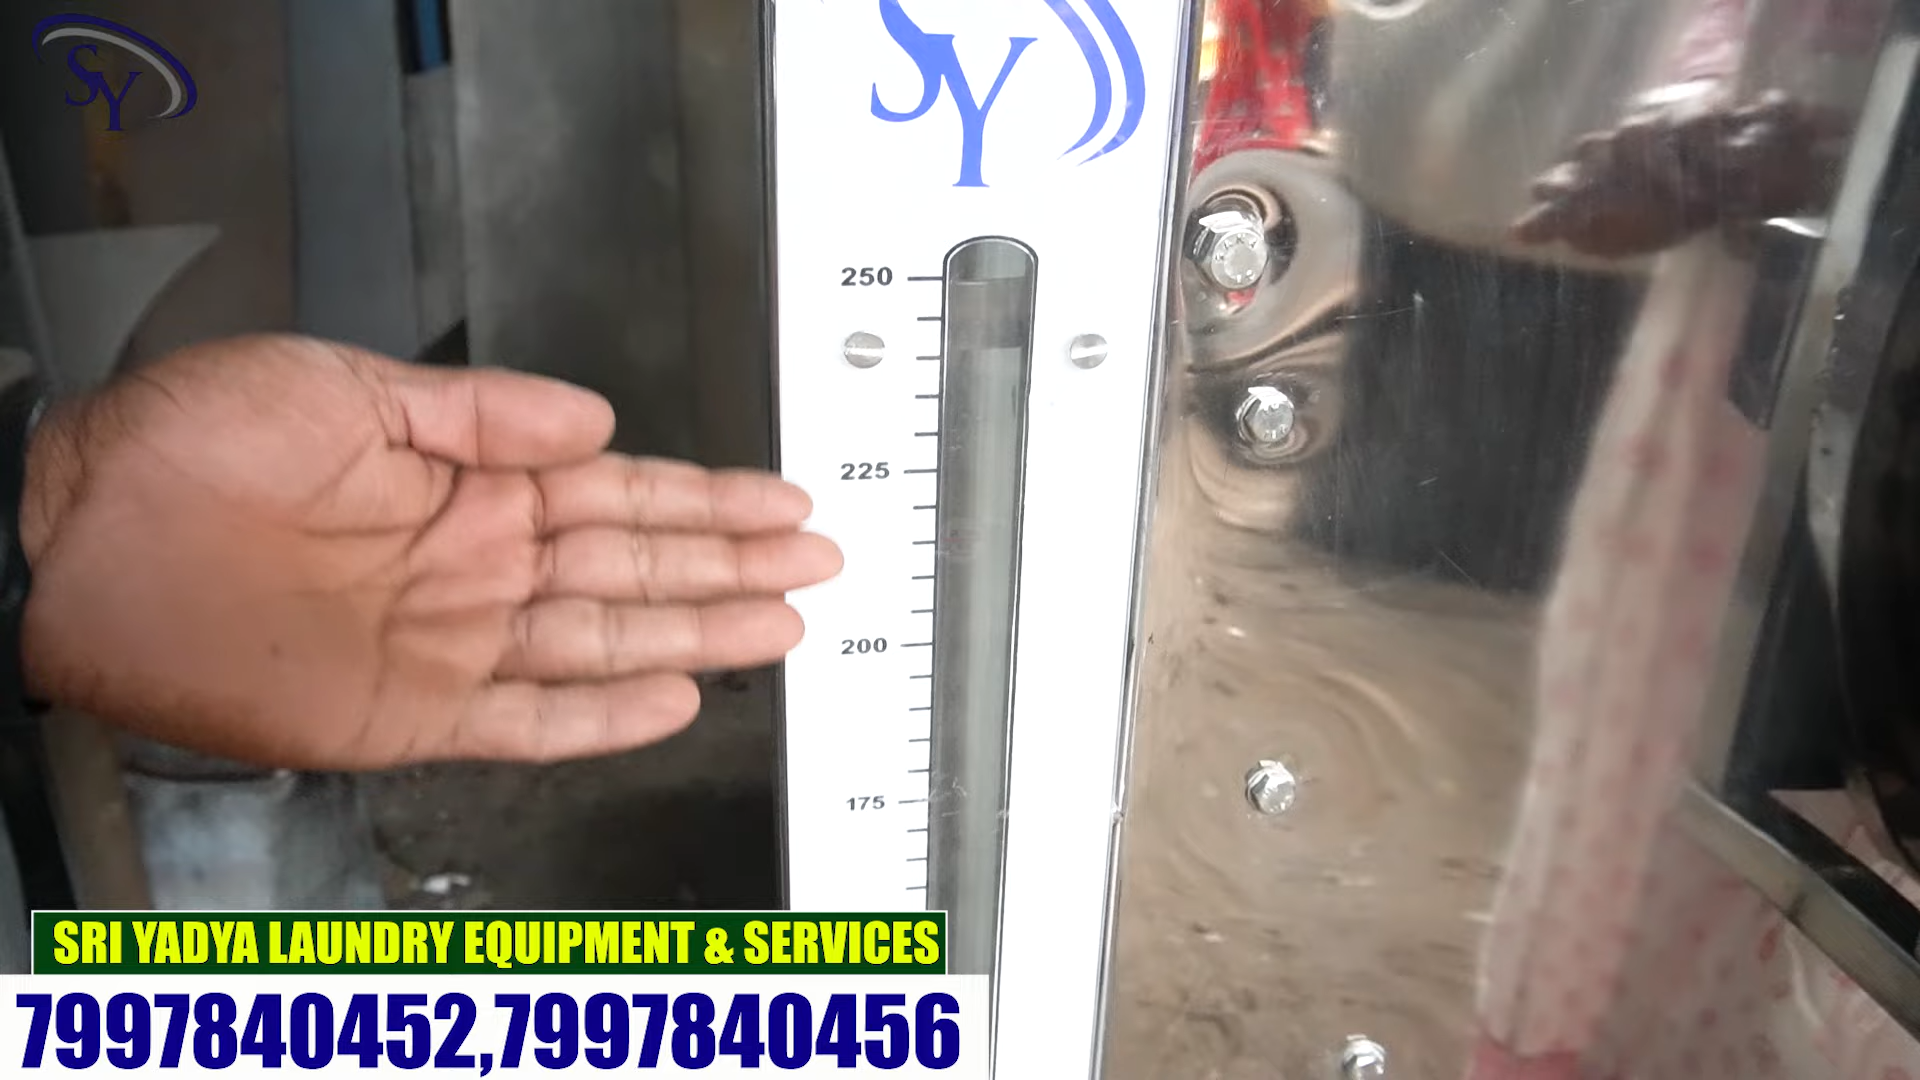 SY
SY
250
225
200
175
SRI YADYA LAUNDRY EQUIPMENT & SERVICES
7997840452,7997840456